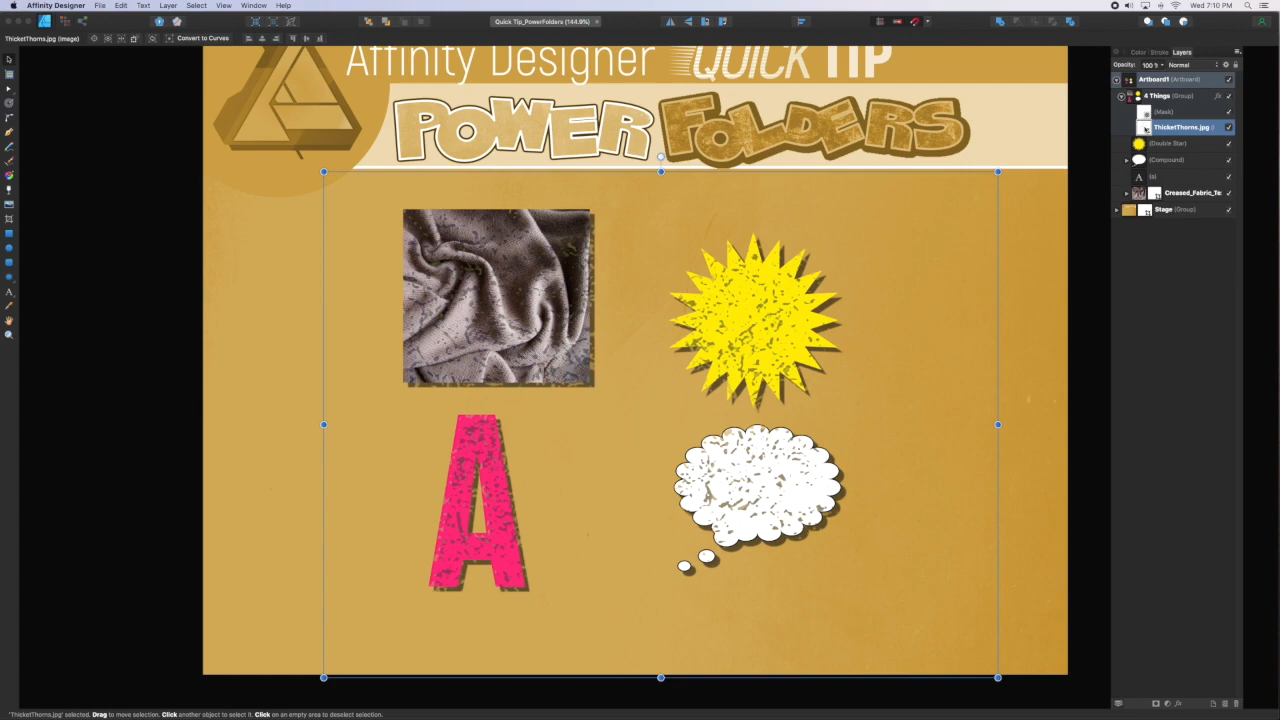 Affinity Designer File Edit Text Layer Select View Window Help Wed 7:10 PM
Quick Tip_PowerFolders (144.9%)
ThicketThorns.jpg (Image) Convert to Curves
Affinity Designer QUICK TIP
POWER FOLDERS
A
Color Stroke Layers
Opacity: 100 % Normal
Artboard1 (Artboard)
4 Things (Group)
(Mask)
ThicketThorns.jpg
(Double Star)
(Compound)
A (a)
Creased_Fabric_Te
Stage (Group)
'ThicketThorns.jpg' selected. Drag to move selection. Click another object to select it. Click on an empty area to deselect selection.